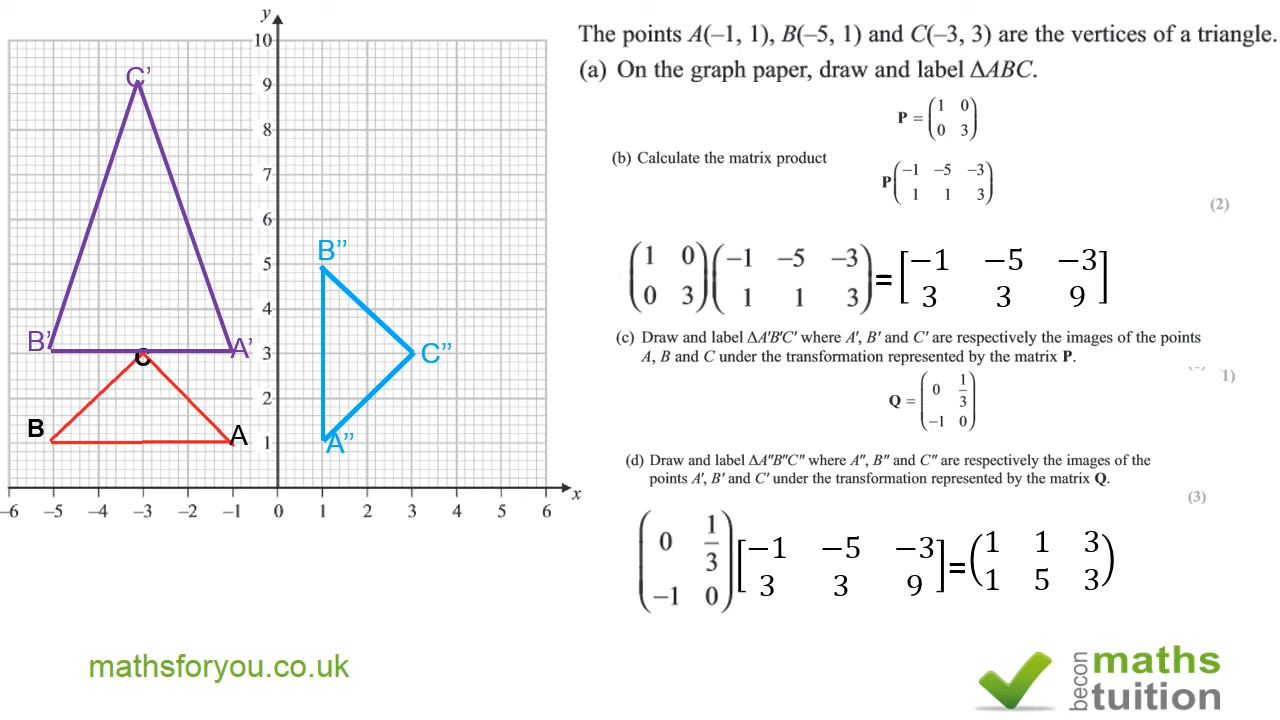 The points A(–1, 1), B(–5, 1) and C(–3, 3) are the vertices of a triangle.
(a) On the graph paper, draw and label ΔABC.
P = (1 0
0 3)
(b) Calculate the matrix product
P(–1 –5 –3
1 1 3)
(2)
(1 0
0 3)(–1 –5 –3
1 1 3) = [−1 −5 −3
3 3 9]
(c) Draw and label ΔA′B′C′ where A′, B′ and C′ are respectively the images of the points
A, B and C under the transformation represented by the matrix P.
1)
Q = (0 1/3
–1 0)
(d) Draw and label ΔA″B″C″ where A″, B″ and C″ are respectively the images of the
points A′, B′ and C′ under the transformation represented by the matrix Q.
(3)
(0 1/3
–1 0)[−1 −5 −3
3 3 9] = (1 1 3
1 5 3)
y
10
9
8
7
6
5
4
3
2
1
–6 –5 –4 –3 –2 –1 0 1 2 3 4 5 6 x
C'
B'
A'
C
B
A
B''
C''
A''
mathsforyou.co.uk
becon
maths
tuition